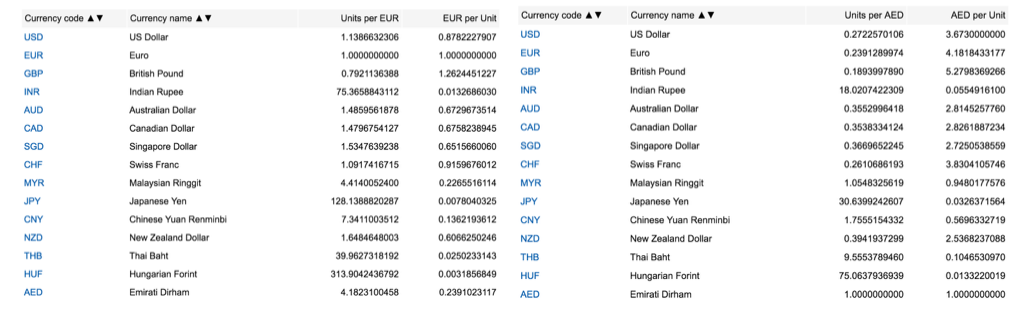 Currency code ▲▼ Currency name ▲▼ Units per EUR EUR per Unit
USD US Dollar 1.1386632306 0.8782227907
EUR Euro 1.0000000000 1.0000000000
GBP British Pound 0.7921136388 1.2624451227
INR Indian Rupee 75.3658843112 0.0132686030
AUD Australian Dollar 1.4859561878 0.6729673514
CAD Canadian Dollar 1.4796754127 0.6758238945
SGD Singapore Dollar 1.5347639238 0.6515660060
CHF Swiss Franc 1.0917416715 0.9159676012
MYR Malaysian Ringgit 4.4140052400 0.2265516114
JPY Japanese Yen 128.1388820287 0.0078040325
CNY Chinese Yuan Renminbi 7.3411003512 0.1362193612
NZD New Zealand Dollar 1.6484648003 0.6066250246
THB Thai Baht 39.9627318192 0.0250233143
HUF Hungarian Forint 313.9042436792 0.0031856849
AED Emirati Dirham 4.1823100458 0.2391023117
Currency code ▲▼ Currency name ▲▼ Units per AED AED per Unit
USD US Dollar 0.2722570106 3.6730000000
EUR Euro 0.2391289974 4.1818433177
GBP British Pound 0.1893997890 5.2798369266
INR Indian Rupee 18.0207422309 0.0554916100
AUD Australian Dollar 0.3552996418 2.8145257760
CAD Canadian Dollar 0.3538334124 2.8261887234
SGD Singapore Dollar 0.3669652245 2.7250538559
CHF Swiss Franc 0.2610686193 3.8304105746
MYR Malaysian Ringgit 1.0548325619 0.9480177576
JPY Japanese Yen 30.6399242607 0.0326371564
CNY Chinese Yuan Renminbi 1.7555154332 0.5696332719
NZD New Zealand Dollar 0.3941937299 2.5368237088
THB Thai Baht 9.5553789460 0.1046530970
HUF Hungarian Forint 75.0637936939 0.0133220019
AED Emirati Dirham 1.0000000000 1.0000000000